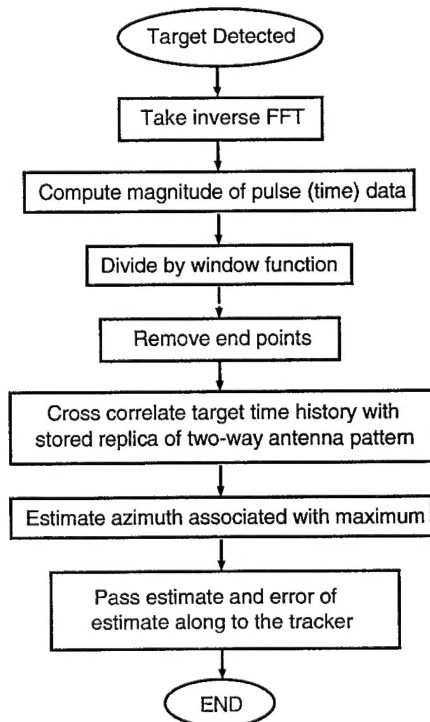 Target Detected
Take inverse FFT
Compute magnitude of pulse (time) data
Divide by window function
Remove end points
Cross correlate target time history with
stored replica of two-way antenna pattern
Estimate azimuth associated with maximum
Pass estimate and error of
estimate along to the tracker
END